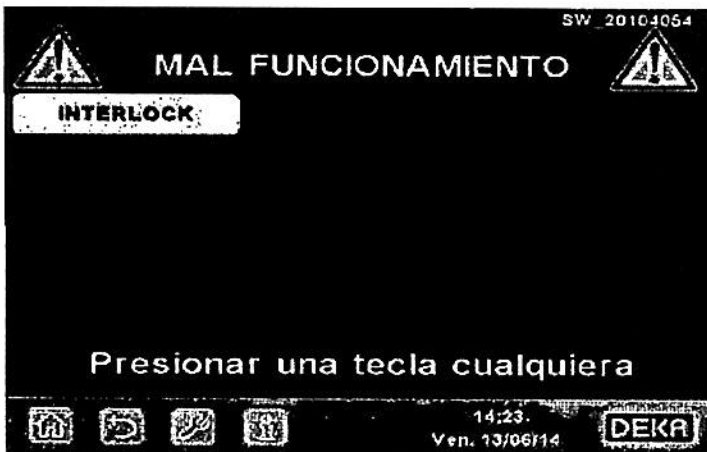 SW_20104054
MAL FUNCIONAMIENTO
INTERLOCK
Presionar una tecla cualquiera
14:23
Ven. 13/06/14
DEKA